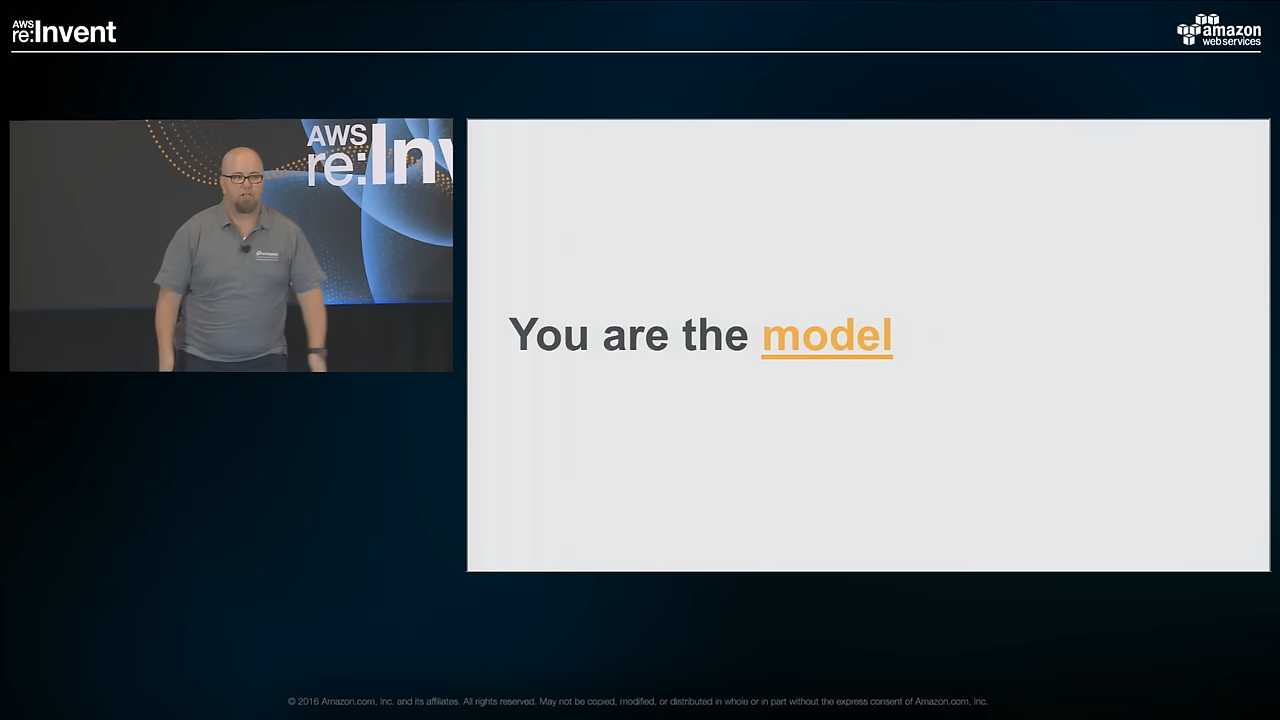 AWS
re:Invent
amazon
web services
AWS
re:Inv
You are the model
© 2016 Amazon.com, Inc. and its affiliates. All rights reserved. May not be copied, modified, or distributed in whole or in part without the express consent of Amazon.com, Inc.